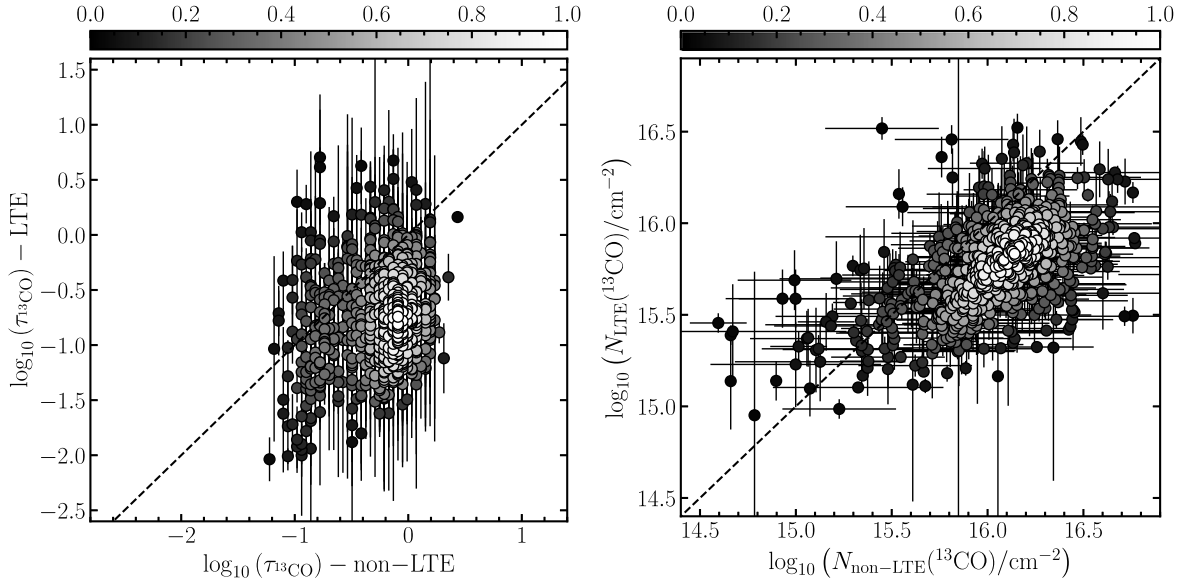 0.0 0.2 0.4 0.6 0.8 1.0
0.0 0.2 0.4 0.6 0.8 1.0
1.5
1.0
0.5
0.0
−0.5
−1.0
−1.5
−2.0
−2.5
log₁₀ (τ¹³CO) − LTE
−2 −1 0 1
log₁₀ (τ¹³CO) − non−LTE
16.5
16.0
15.5
15.0
14.5
log₁₀ (N_LTE(¹³CO)/cm⁻²)
14.5 15.0 15.5 16.0 16.5
log₁₀ (N_non−LTE(¹³CO)/cm⁻²)